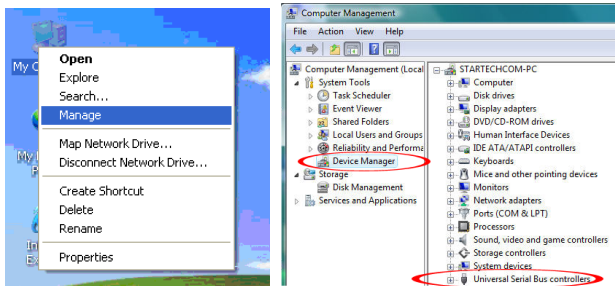 My C
Open
Explore
Search...
Manage
Map Network Drive...
Disconnect Network Drive...
Create Shortcut
Delete
Rename
Properties
My
P
In
E
Computer Management
File Action View Help
Computer Management (Local
System Tools
Task Scheduler
Event Viewer
Shared Folders
Local Users and Groups
Reliability and Performa
Device Manager
Storage
Disk Management
Services and Applications
STARTECHCOM-PC
Computer
Disk drives
Display adapters
DVD/CD-ROM drives
Human Interface Devices
IDE ATA/ATAPI controllers
Keyboards
Mice and other pointing devices
Monitors
Network adapters
Ports (COM & LPT)
Processors
Sound, video and game controllers
Storage controllers
System devices
Universal Serial Bus controllers